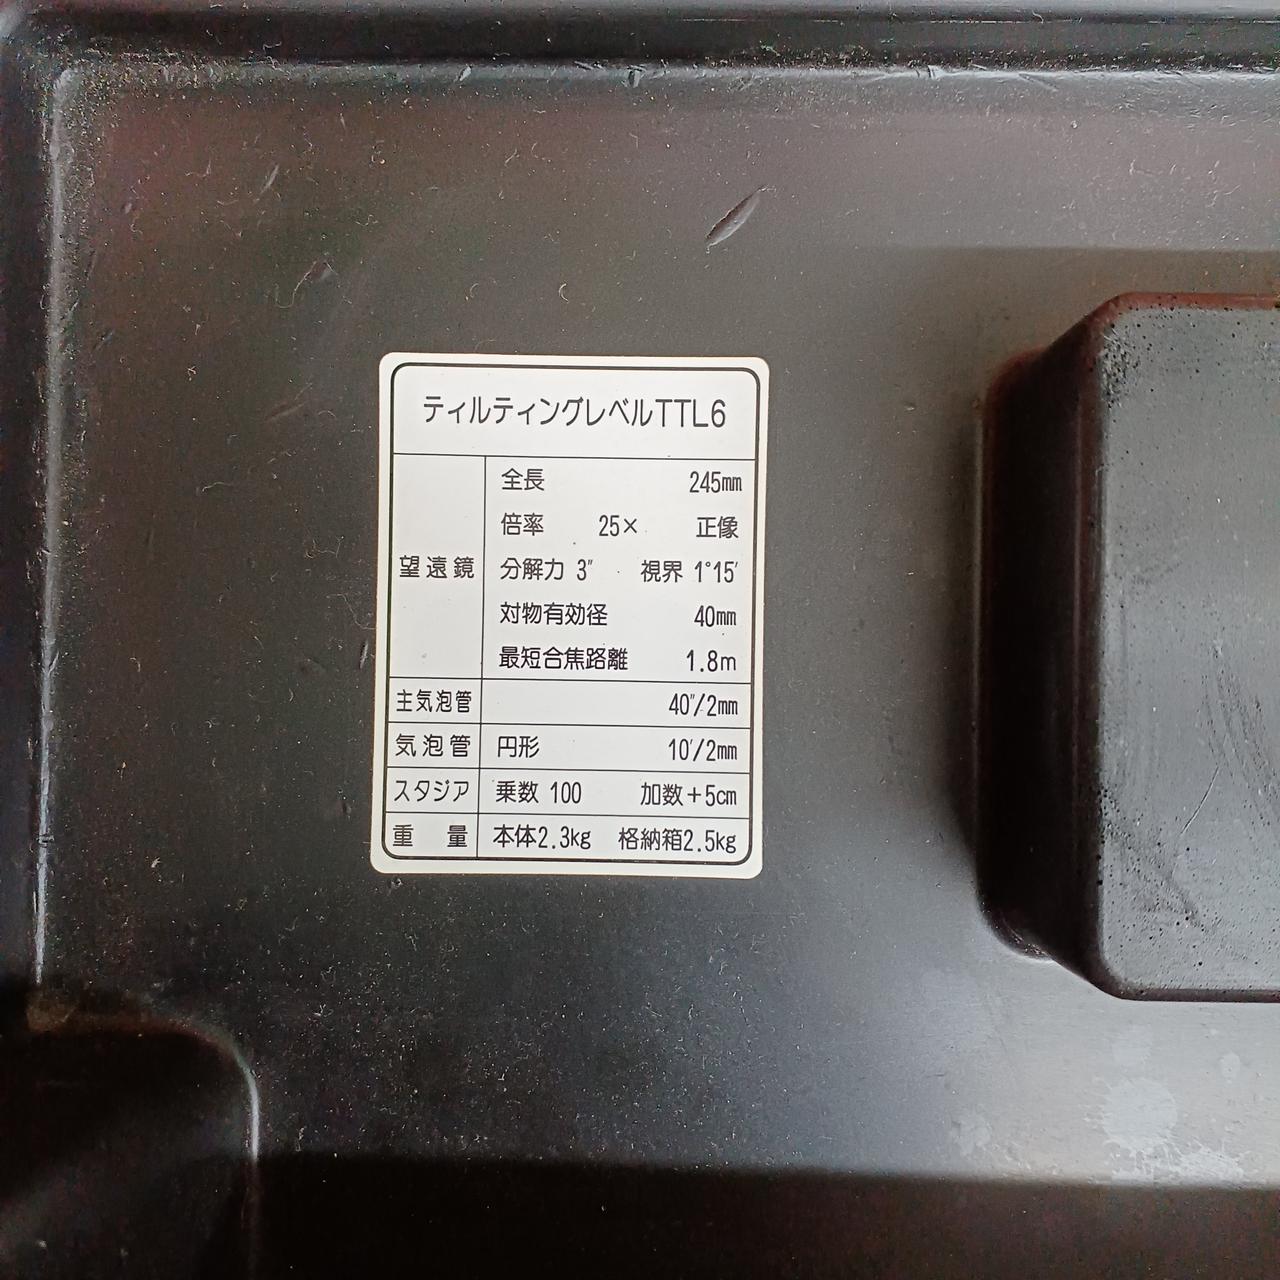 ティルティングレベルTTL6
望遠鏡
全長 245mm
倍率 25× 正像
分解力 3″ 視界 1°15′
対物有効径 40mm
最短合焦路離 1.8m
主気泡管 40″/2mm
気泡管 円形 10′/2mm
スタジア 乗数 100 加数+5cm
重量 本体2.3kg 格納箱2.5kg